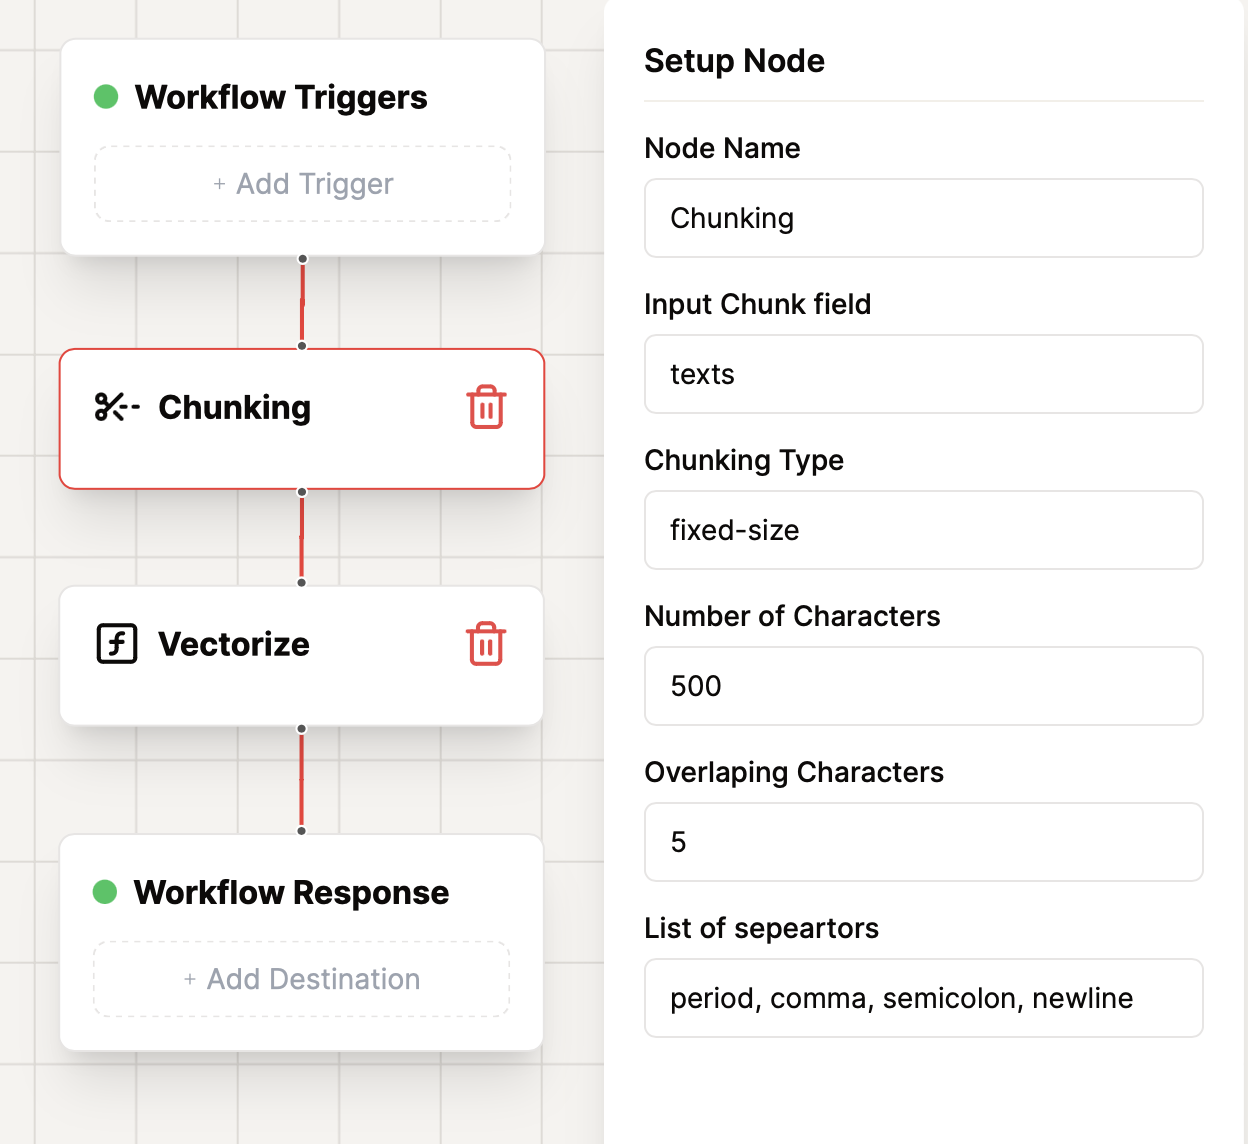 Workflow Triggers
+ Add Trigger
Chunking
Vectorize
Workflow Response
+ Add Destination
Setup Node
Node Name
Chunking
Input Chunk field
texts
Chunking Type
fixed-size
Number of Characters
500
Overlaping Characters
5
List of sepeartors
period, comma, semicolon, newline